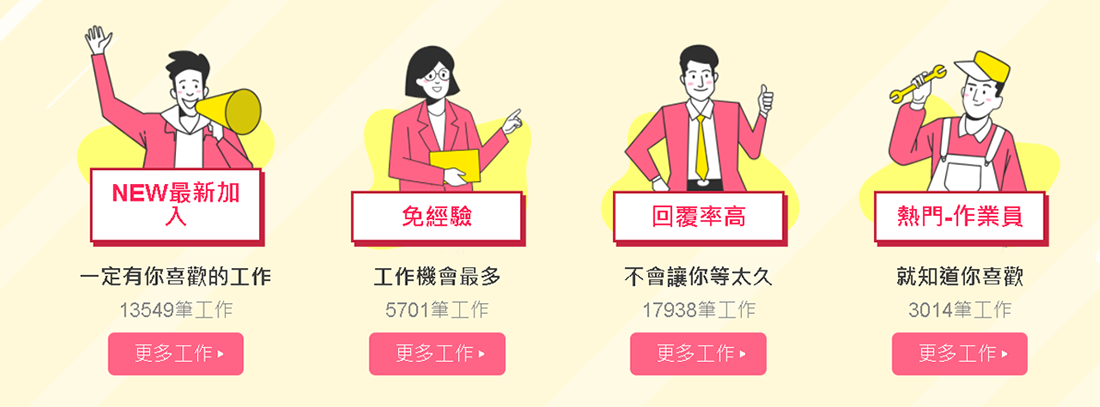 NEW最新加
入
一定有你喜歡的工作
13549筆工作
更多工作▸
免經驗
工作機會最多
5701筆工作
更多工作▸
回覆率高
不會讓你等太久
17938筆工作
更多工作▸
熱門-作業員
就知道你喜歡
3014筆工作
更多工作▸